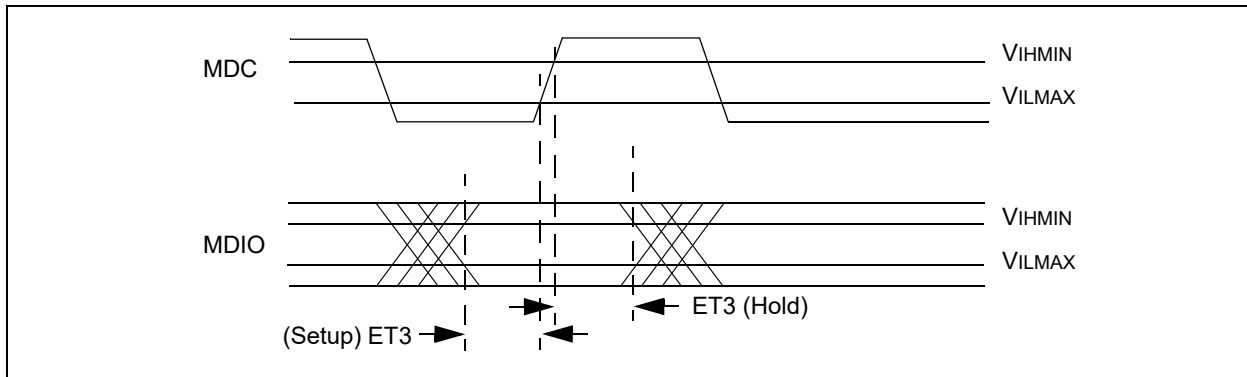 MDC
VIHMIN
VILMAX
MDIO
VIHMIN
VILMAX
ET3 (Hold)
(Setup) ET3